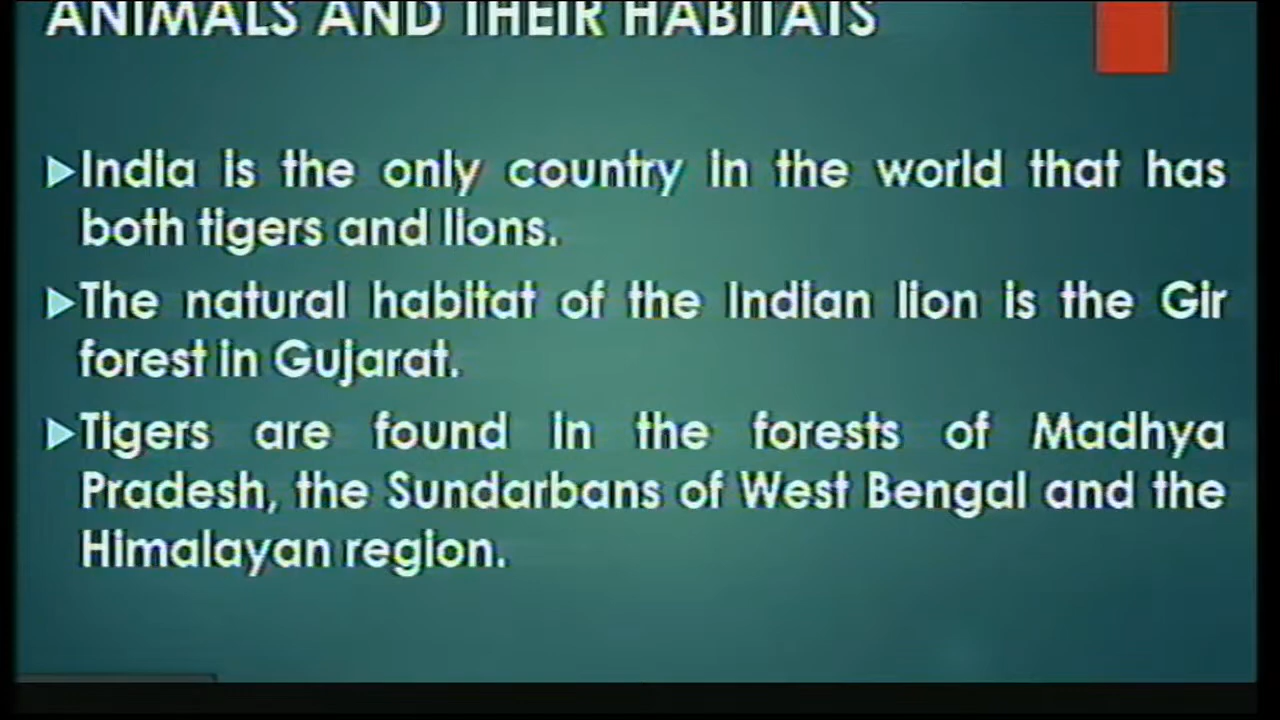 ANIMALS AND THEIR HABITATS
India is the only country in the world that has
both tigers and lions.
The natural habitat of the Indian lion is the Gir
forest in Gujarat.
Tigers are found in the forests of Madhya
Pradesh, the Sundarbans of West Bengal and the
Himalayan region.